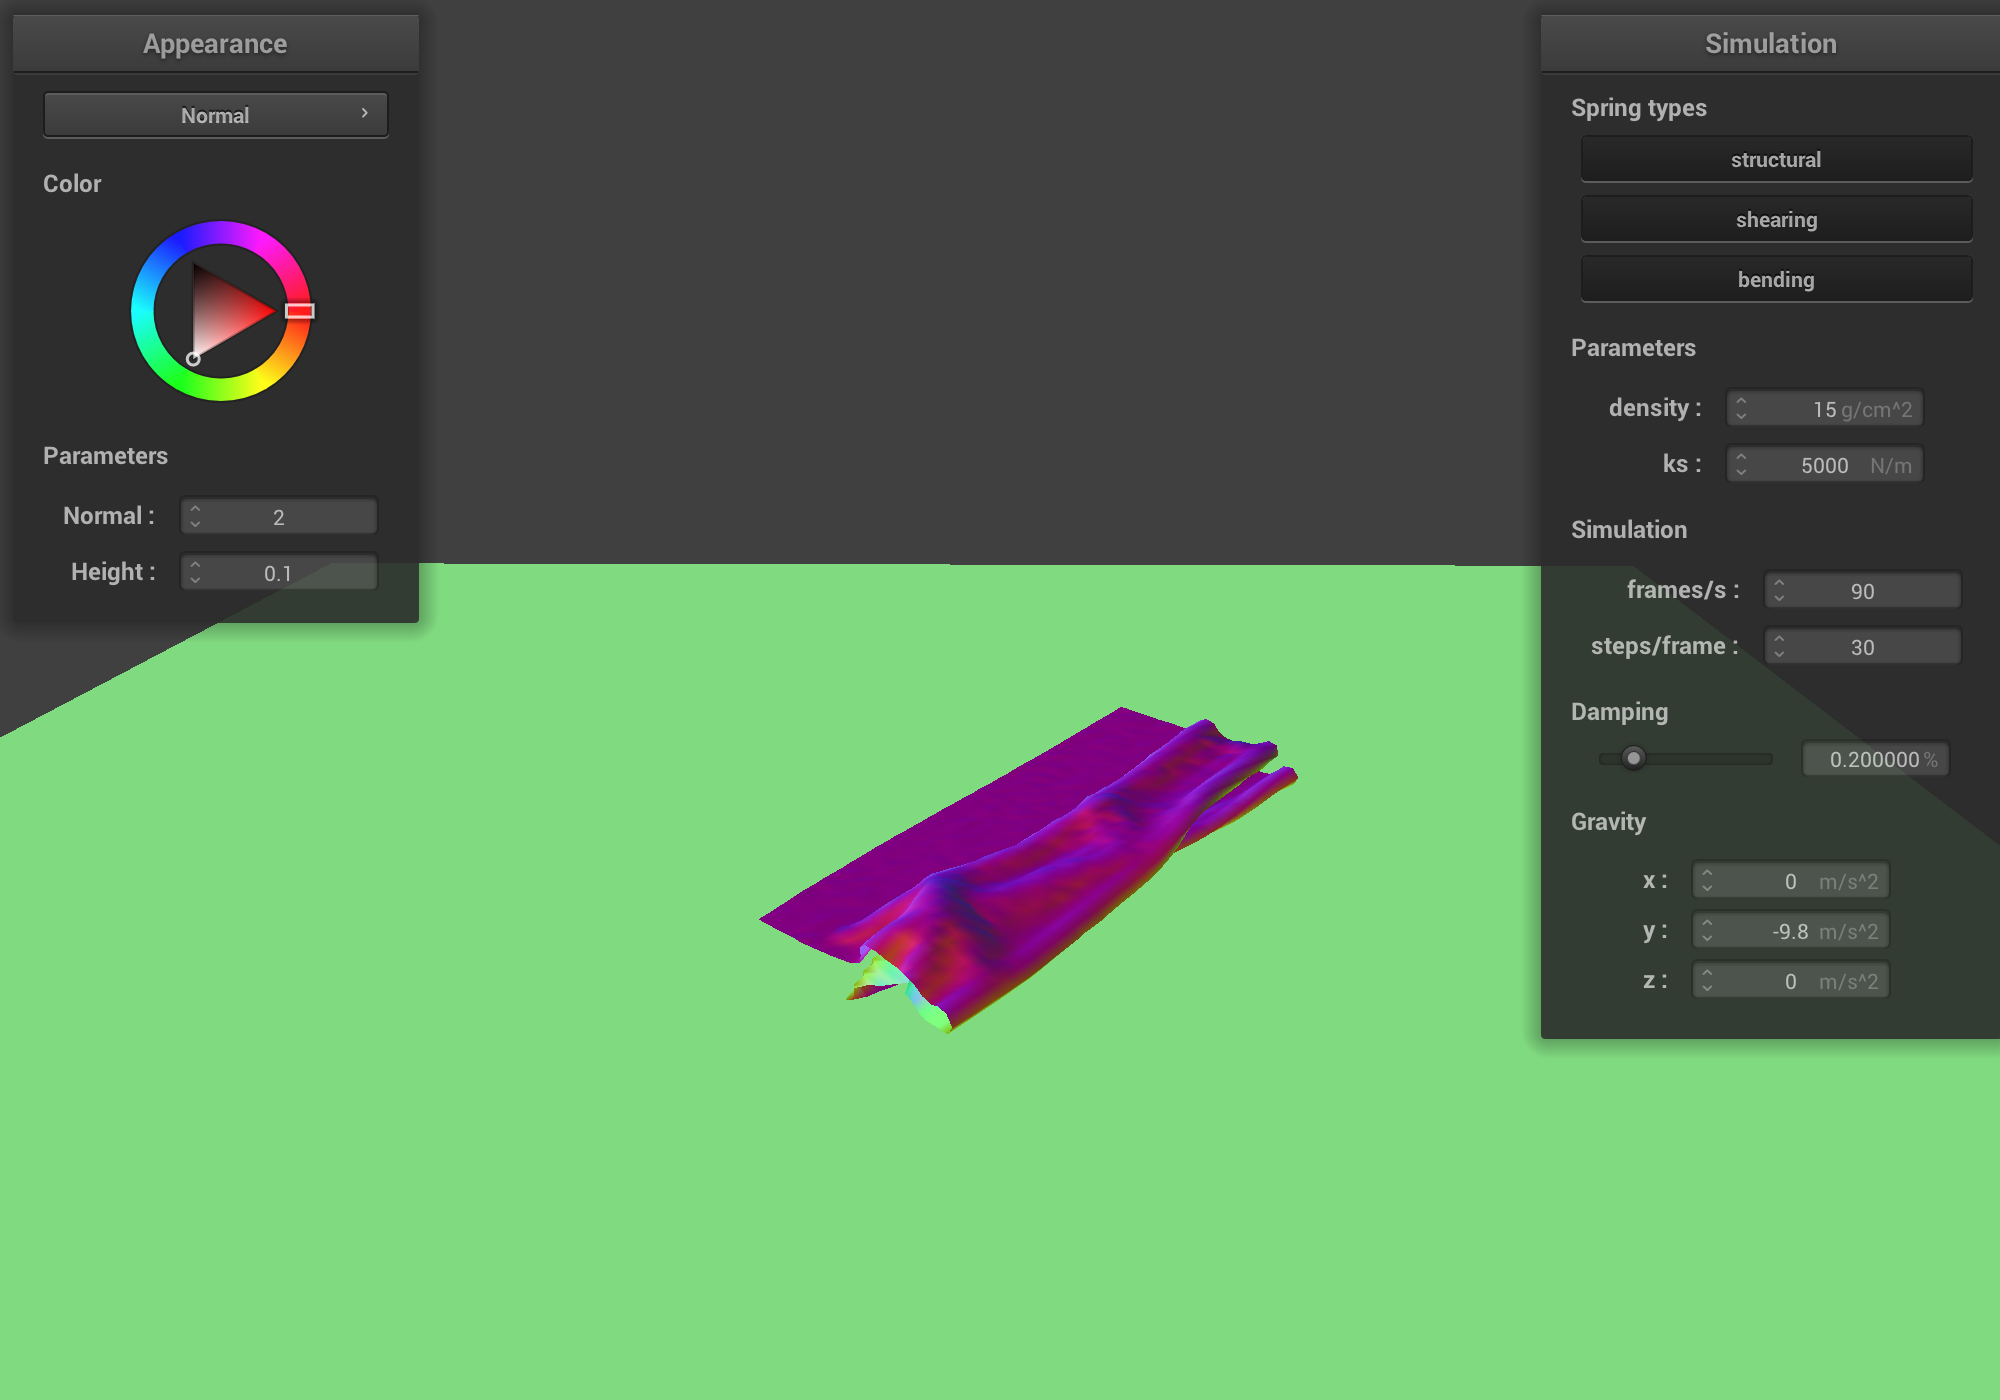 Appearance
Normal
Color
Parameters
Normal : 2
Height : 0.1
Simulation
Spring types
structural
shearing
bending
Parameters
density : 15 g/cm^2
ks : 5000 N/m
Simulation
frames/s : 90
steps/frame : 30
Damping
0.200000 %
Gravity
x : 0 m/s^2
y : -9.8 m/s^2
z : 0 m/s^2